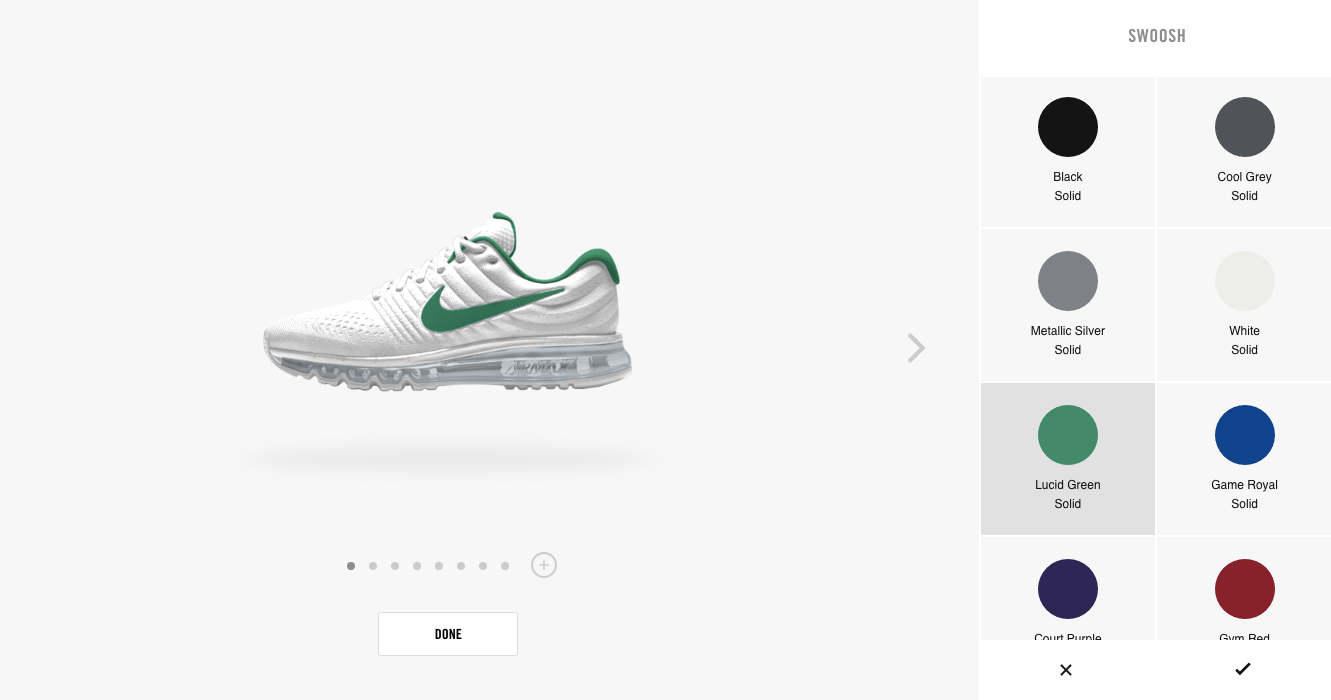 SWOOSH
Black
Solid
Cool Grey
Solid
Metallic Silver
Solid
White
Solid
Lucid Green
Solid
Game Royal
Solid
Court Purple
Gym Red
DONE